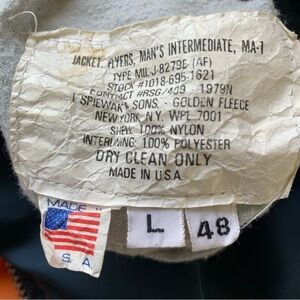 JACKET, FLYERS, MAN'S INTERMEDIATE, MA-1
TYPE MIL-J-8279E (AF)
STOCK #1018-695-1621
CONTRACT #RSG/409 1979N
I. SPIEWAK & SONS - GOLDEN FLEECE
NEW YORK, N.Y. WPL 7001
SHELL: 100% NYLON
INTERLINING: 100% POLYESTER
DRY CLEAN ONLY
MADE IN U.S.A.
MADE
S A
L
48